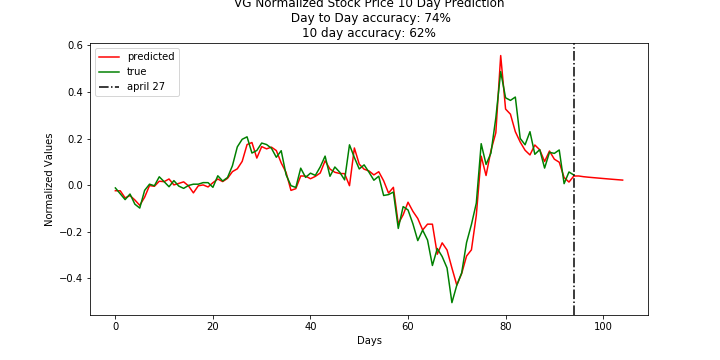 VG Normalized Stock Price 10 Day Prediction
Day to Day accuracy: 74%
10 day accuracy: 62%
predicted
true
april 27
Normalized Values
0.6
0.4
0.2
0.0
−0.2
−0.4
0
20
40
60
80
100
Days